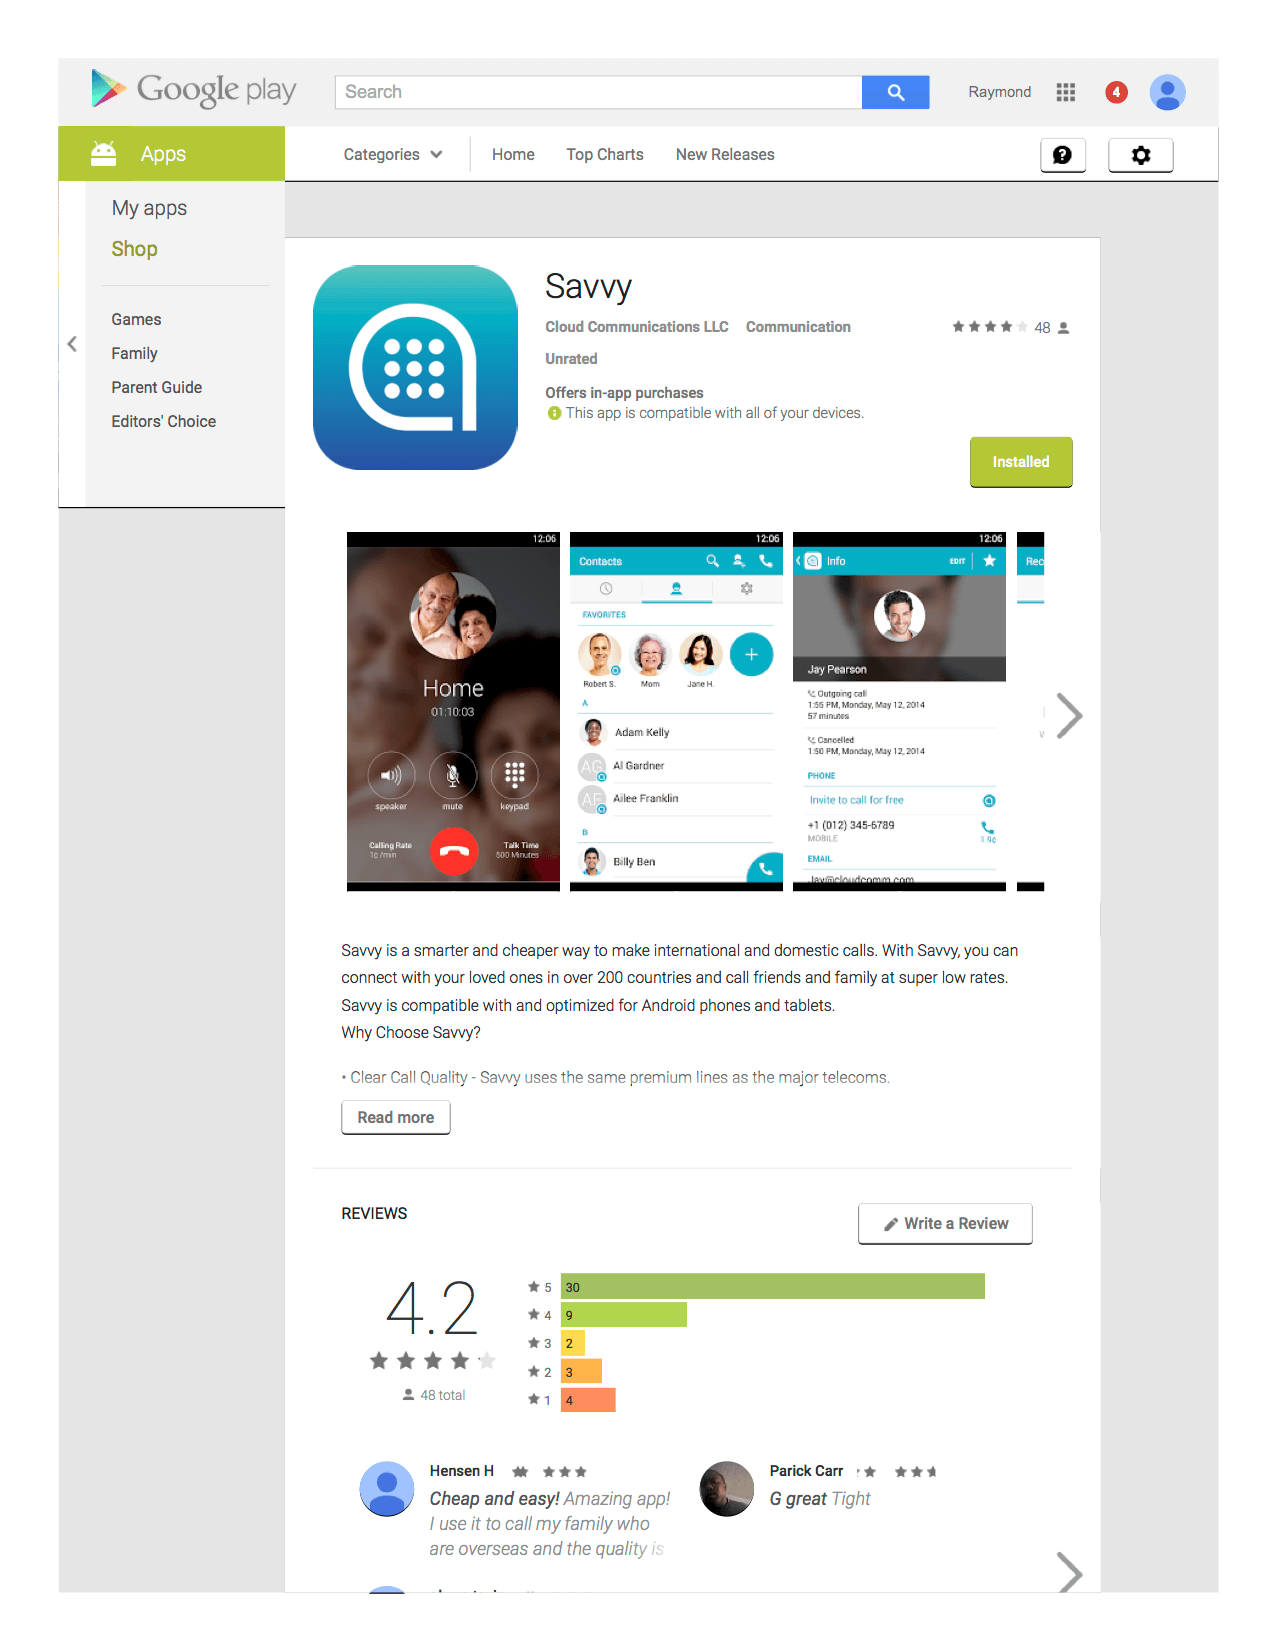 Google play
Search
Raymond
4
Apps
Categories
Home
Top Charts
New Releases
My apps
Shop
Games
Family
Parent Guide
Editors' Choice
Savvy
Cloud Communications LLC Communication
48
Unrated
Offers in-app purchases
This app is compatible with all of your devices.
Installed
12:06
Home
01:10:03
speaker mute keypad
Calling Rate
1¢ /min
Talk Time
500 Minutes
12:06
Contacts
FAVORITES
Robert S. Mom Jane H.
A
Adam Kelly
AG Al Gardner
AF Ailee Franklin
B
Billy Ben
12:06
Info EDIT
Jay Pearson
Outgoing call
1:55 PM, Monday, May 12, 2014
57 minutes
Cancelled
1:50 PM, Monday, May 12, 2014
PHONE
Invite to call for free
+1 (012) 345-6789
MOBILE 1.9¢
EMAIL
Jay@cloudcomm.com
Rec
Savvy is a smarter and cheaper way to make international and domestic calls. With Savvy, you can
connect with your loved ones in over 200 countries and call friends and family at super low rates.
Savvy is compatible with and optimized for Android phones and tablets.
Why Choose Savvy?
• Clear Call Quality - Savvy uses the same premium lines as the major telecoms.
Read more
REVIEWS
Write a Review
4.2
48 total
5 30
4 9
3 2
2 3
1 4
Hensen H
Cheap and easy! Amazing app!
I use it to call my family who
are overseas and the quality is
Parick Carr
G great Tight